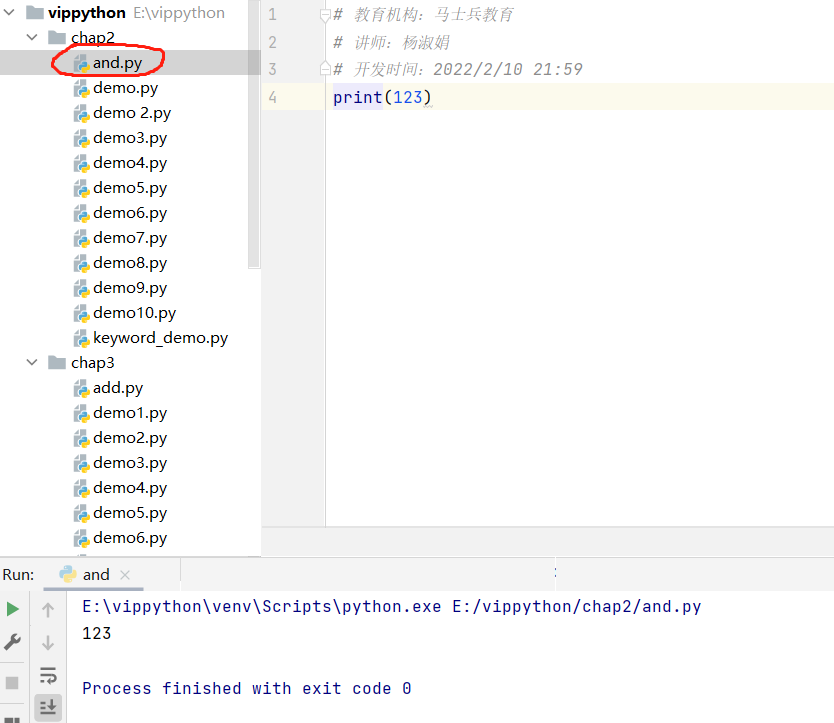 vippython E:\vippython
chap2
and.py
demo.py
demo 2.py
demo3.py
demo4.py
demo5.py
demo6.py
demo7.py
demo8.py
demo9.py
demo10.py
keyword_demo.py
chap3
add.py
demo1.py
demo2.py
demo3.py
demo4.py
demo5.py
demo6.py
1 # 教育机构：马士兵教育
2 # 讲师：杨淑娟
3 # 开发时间：2022/2/10 21:59
4 print(123)
Run: and
E:\vippython\venv\Scripts\python.exe E:/vippython/chap2/and.py
123
Process finished with exit code 0